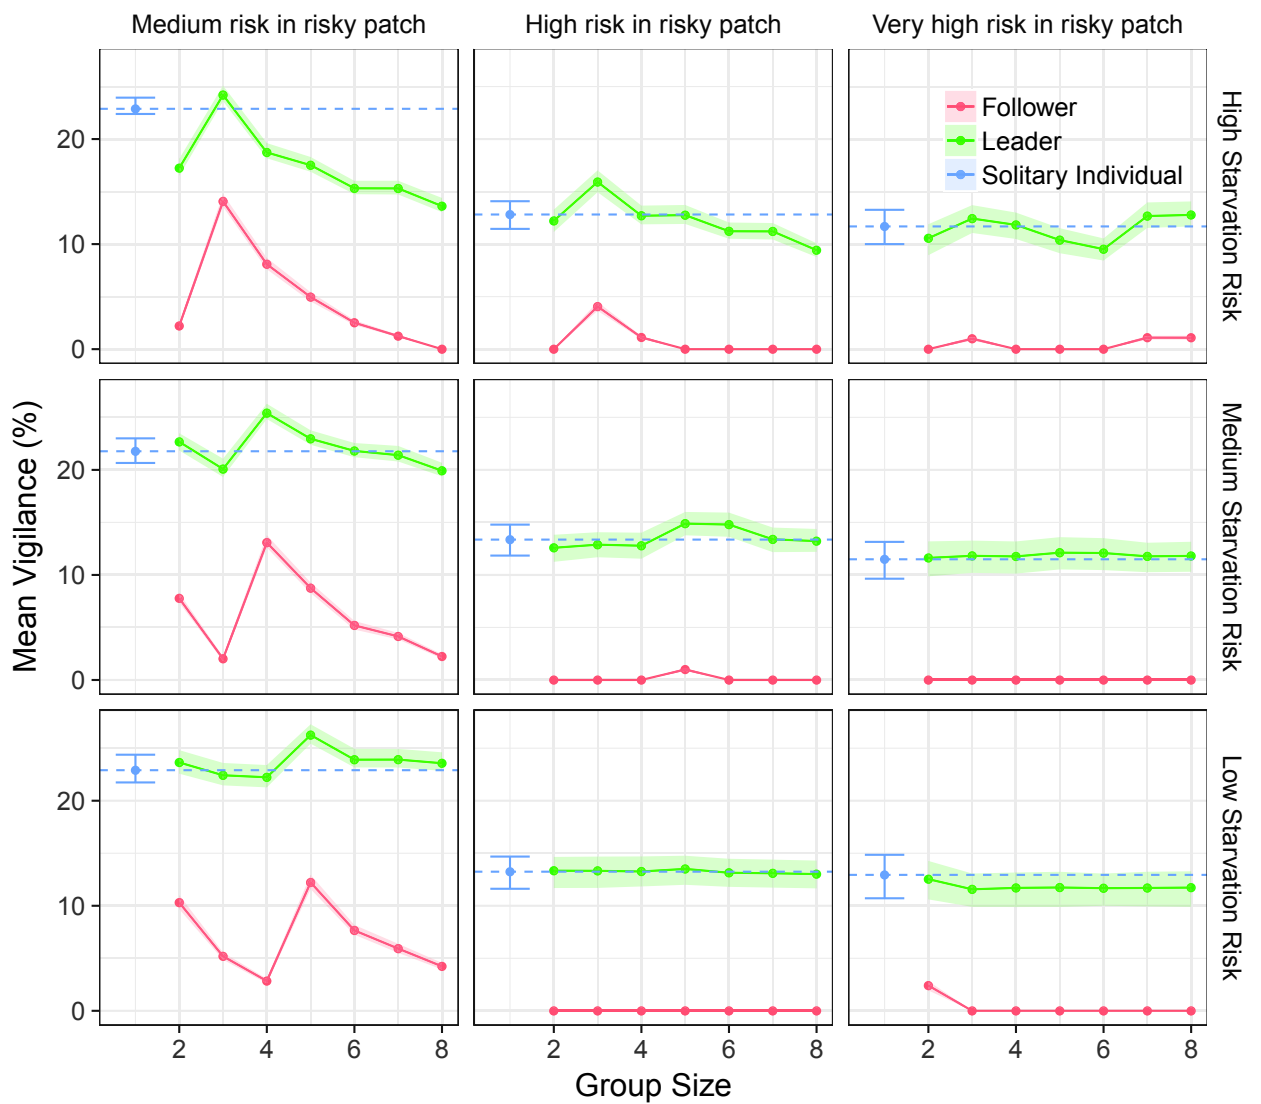 Medium risk in risky patch
High risk in risky patch
Very high risk in risky patch
Mean Vigilance (%)
20
10
0
Follower
Leader
Solitary Individual
High Starvation Risk
20
10
0
Medium Starvation Risk
20
10
0
Low Starvation Risk
2 4 6 8
2 4 6 8
2 4 6 8
Group Size